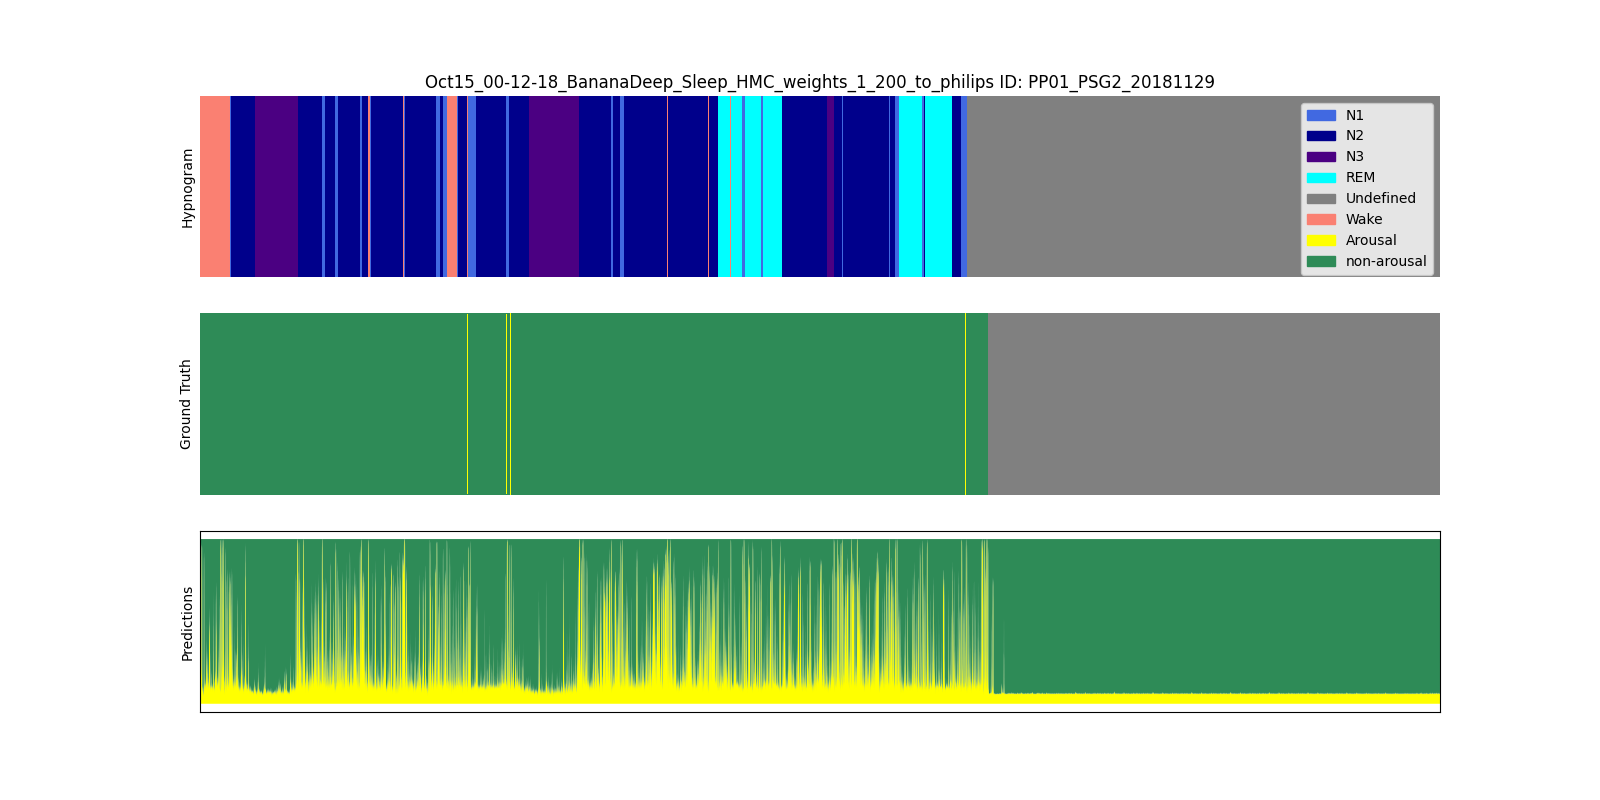 Oct15_00-12-18_BananaDeep_Sleep_HMC_weights_1_200_to_philips ID: PP01_PSG2_20181129
Hypnogram
N1
N2
N3
REM
Undefined
Wake
Arousal
non-arousal
Ground Truth
Predictions